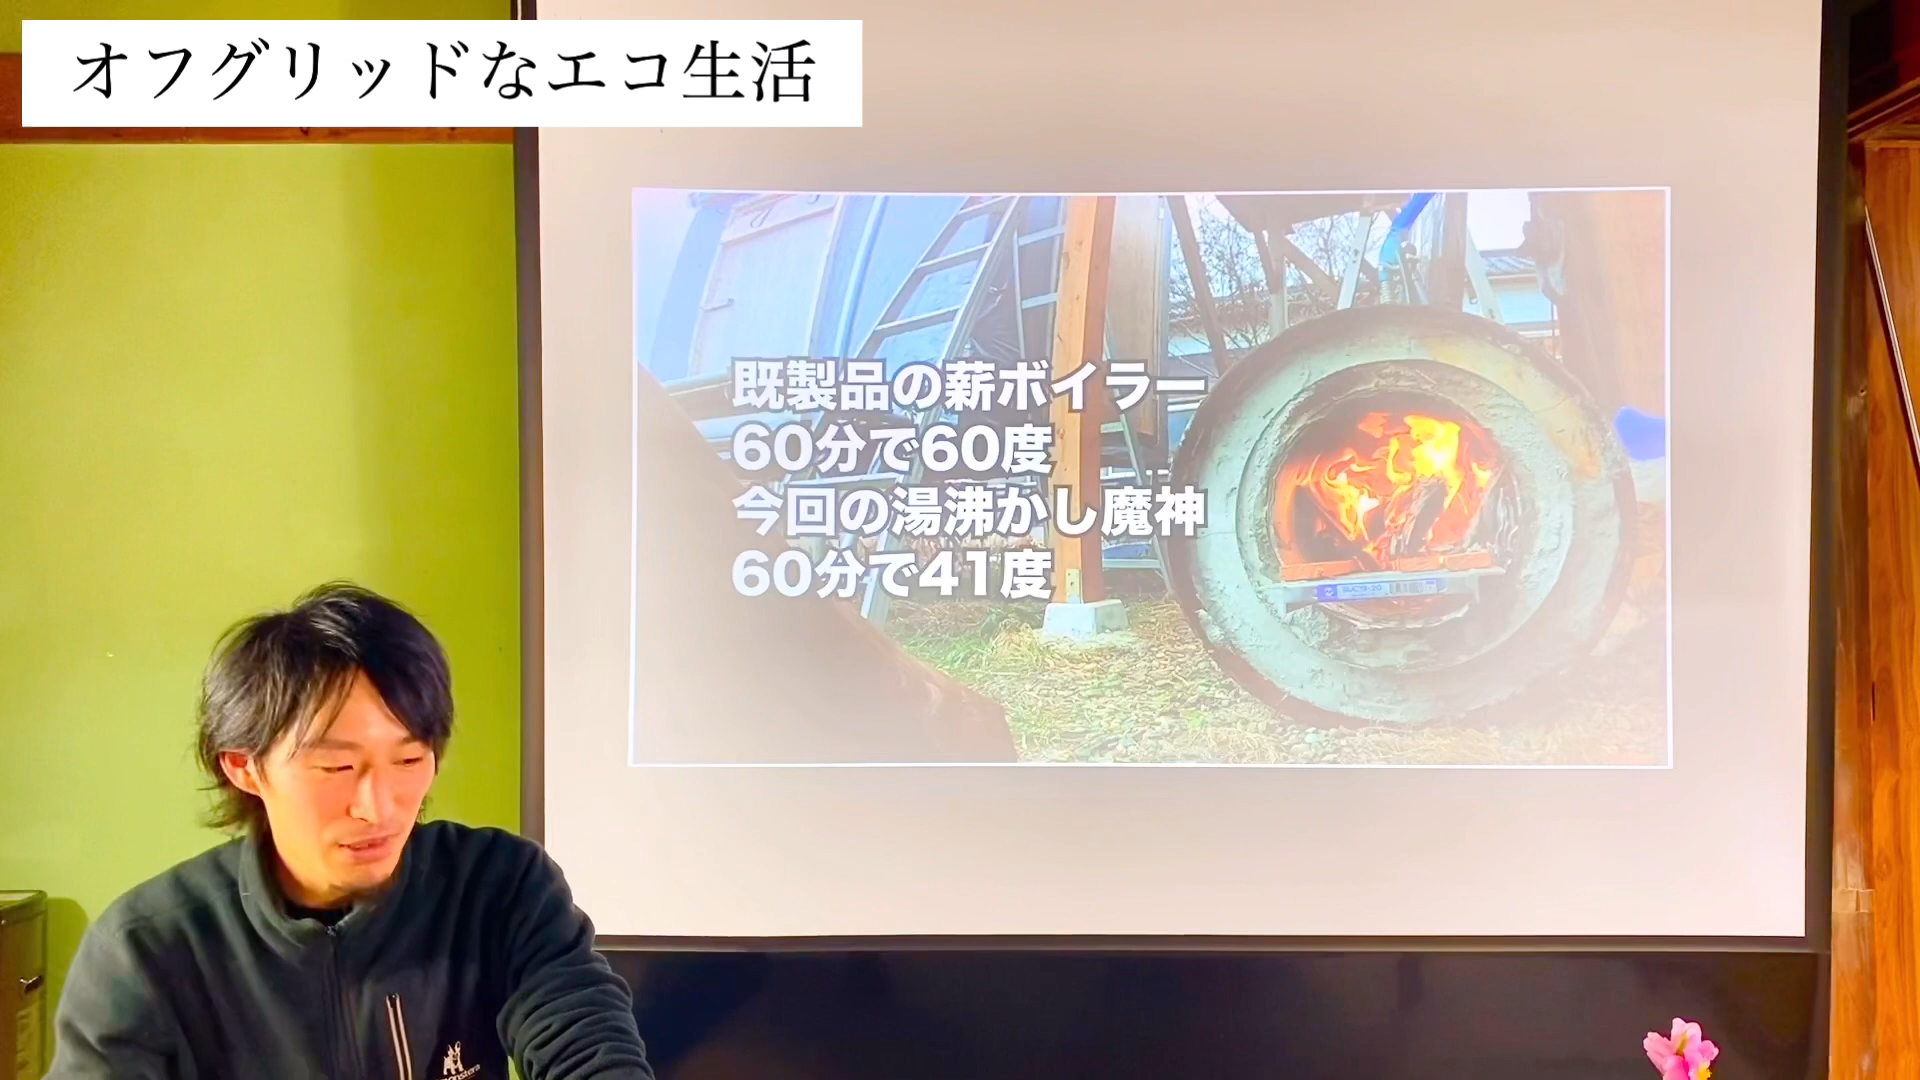 オフグリッドなエコ生活
既製品の薪ボイラー
60分で60度
今回の湯沸かし魔神
60分で41度